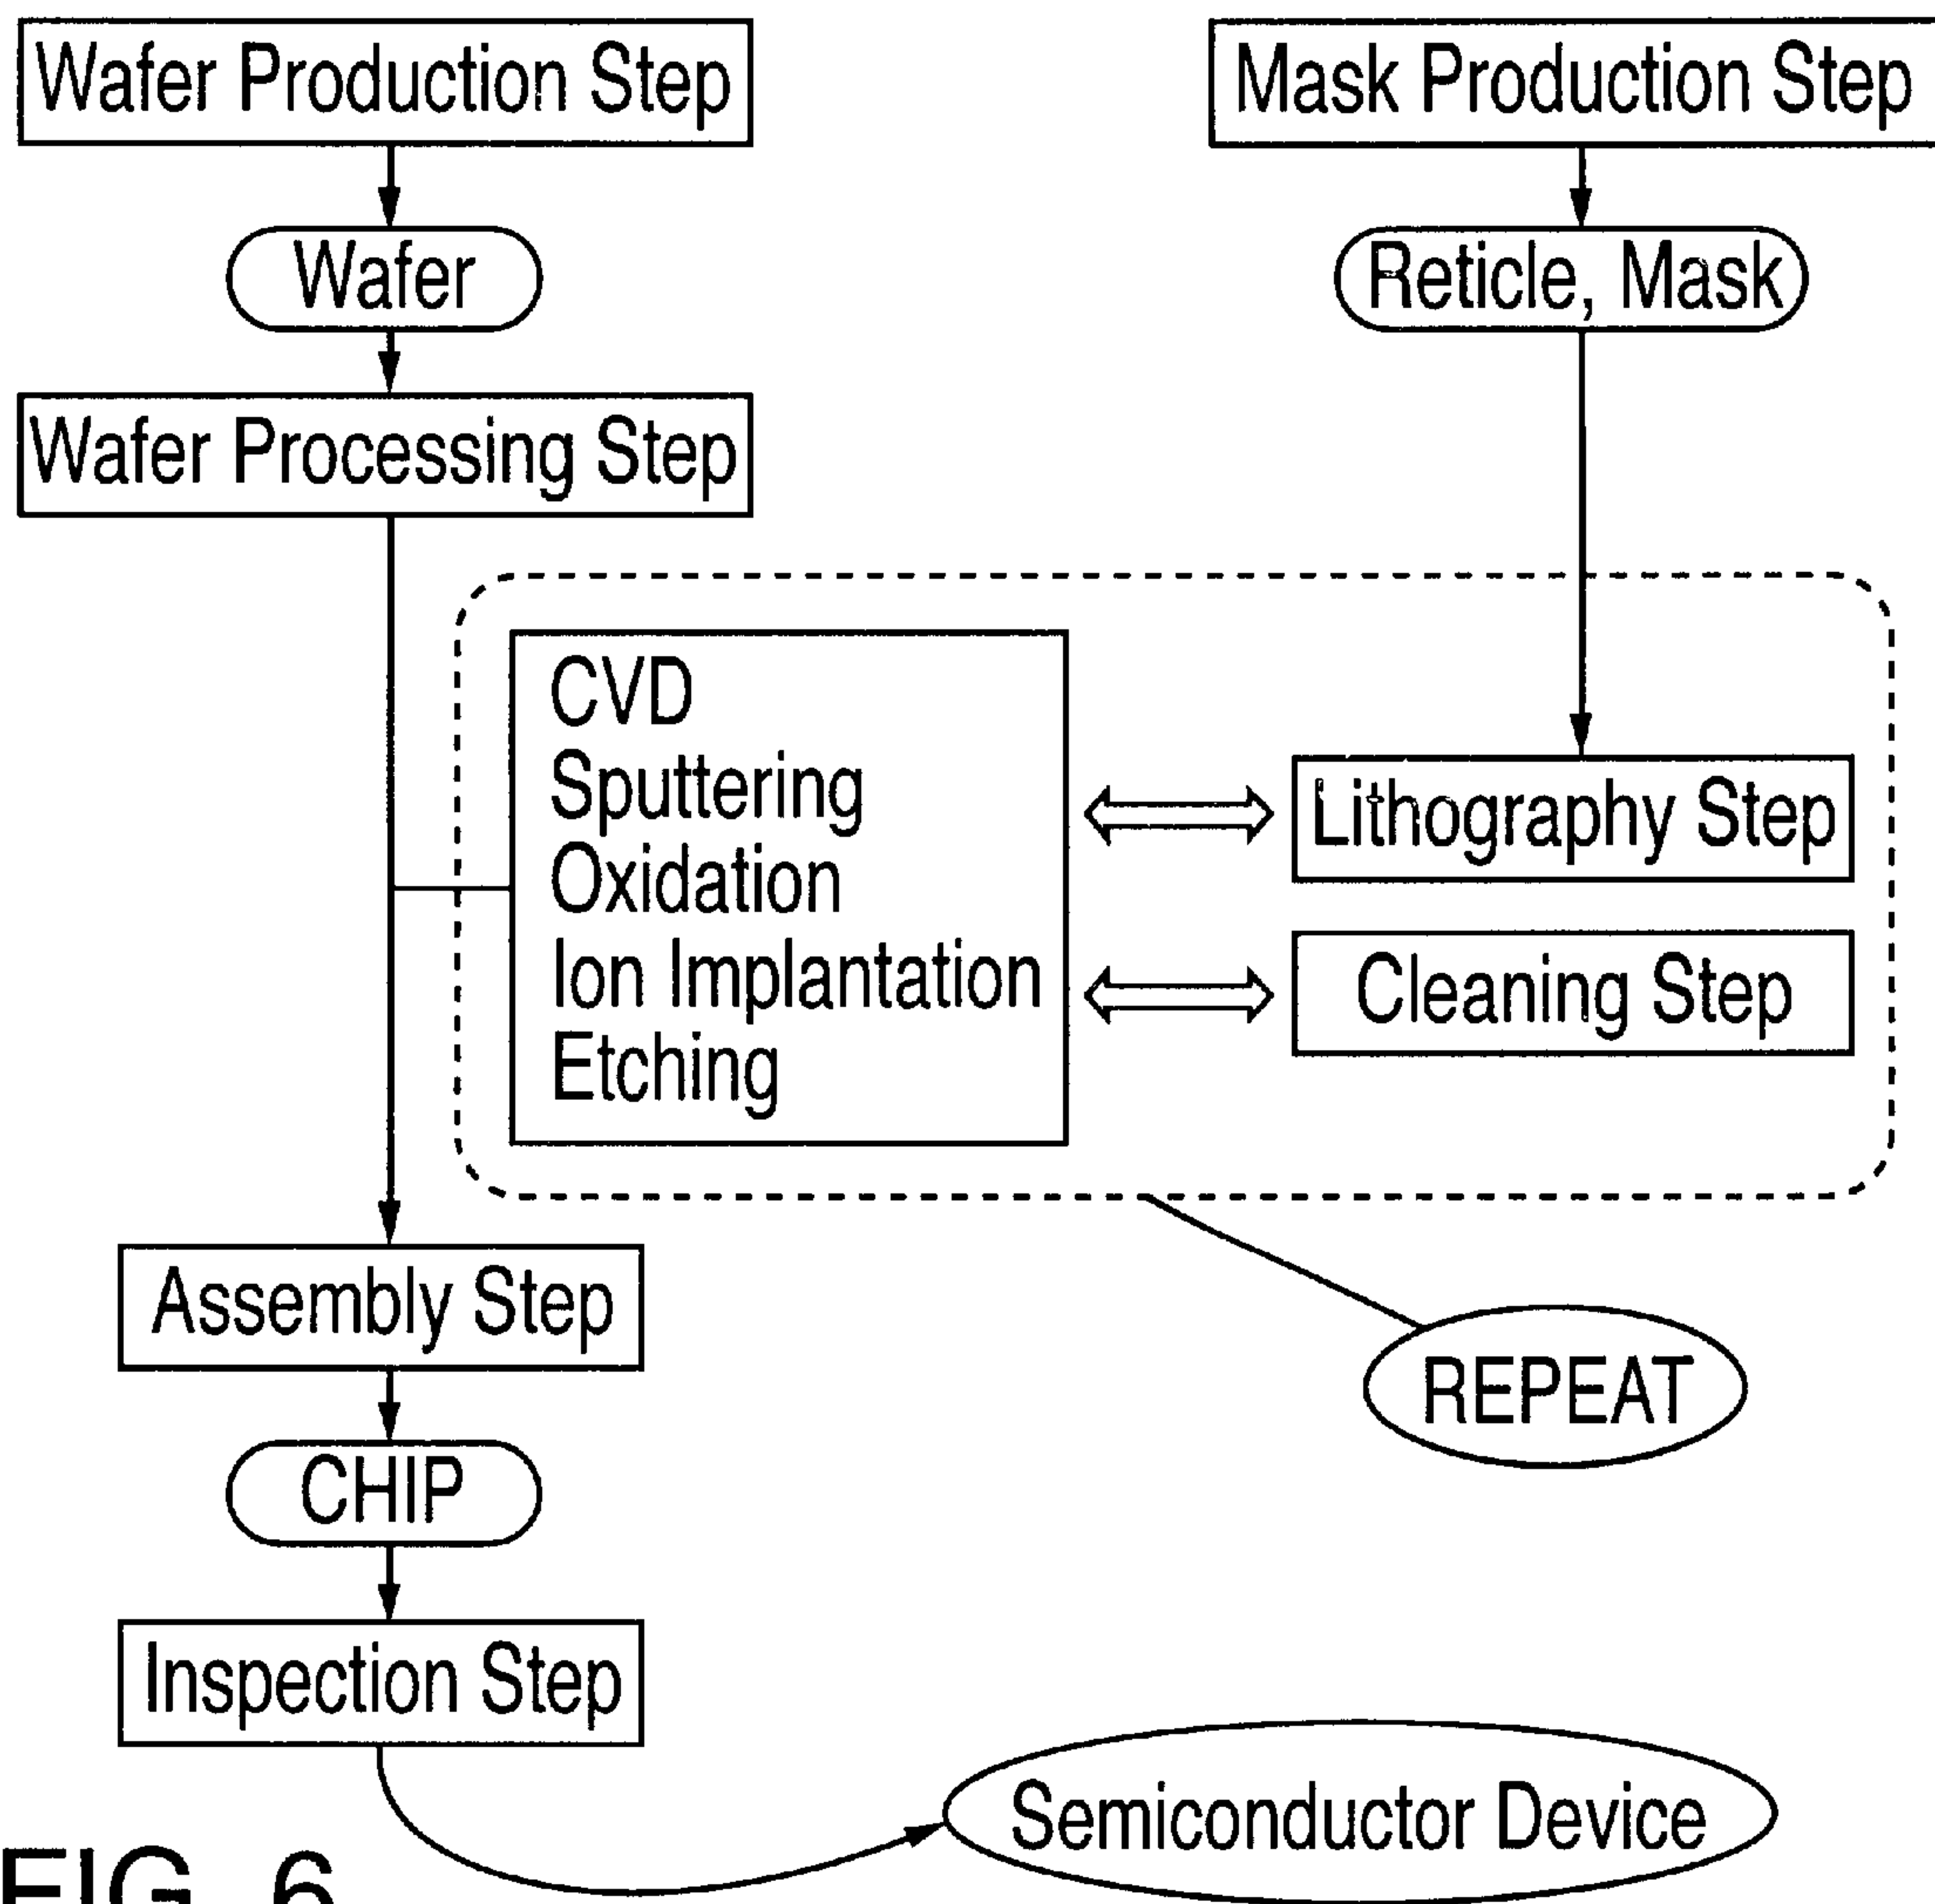 Wafer Production Step
Mask Production Step
Wafer
Reticle, Mask
Wafer Processing Step
CVD
Sputtering
Oxidation
Ion Implantation
Etching
Lithography Step
Cleaning Step
Assembly Step
REPEAT
CHIP
Inspection Step
Semiconductor Device
FIG. 6